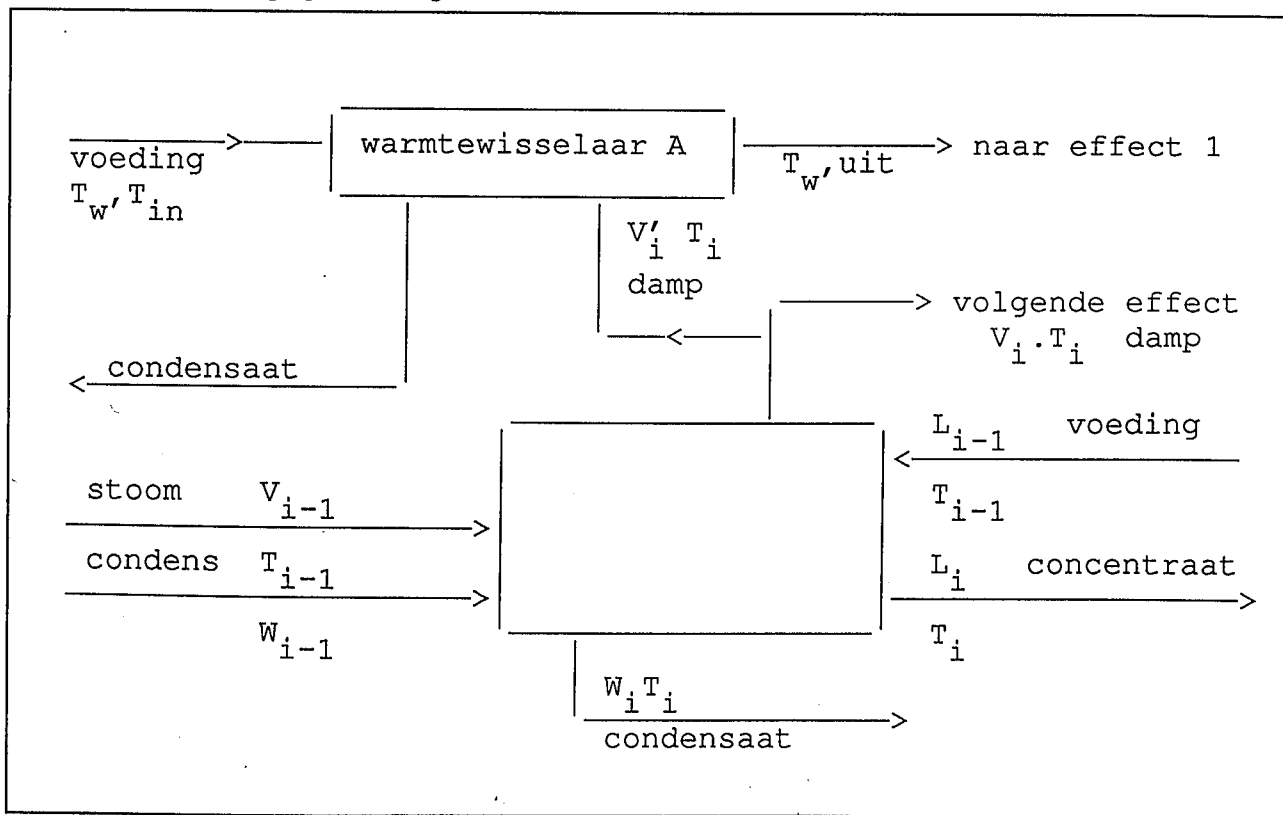 warmtewisselaar A
voeding
T_w, T_in
T_w, uit
naar effect 1
V'_i T_i
damp
volgende effect
V_i.T_i damp
condensaat
L_i-1 voeding
T_i-1
stoom V_i-1
condens T_i-1
W_i-1
L_i concentraat
T_i
W_i T_i
condensaat